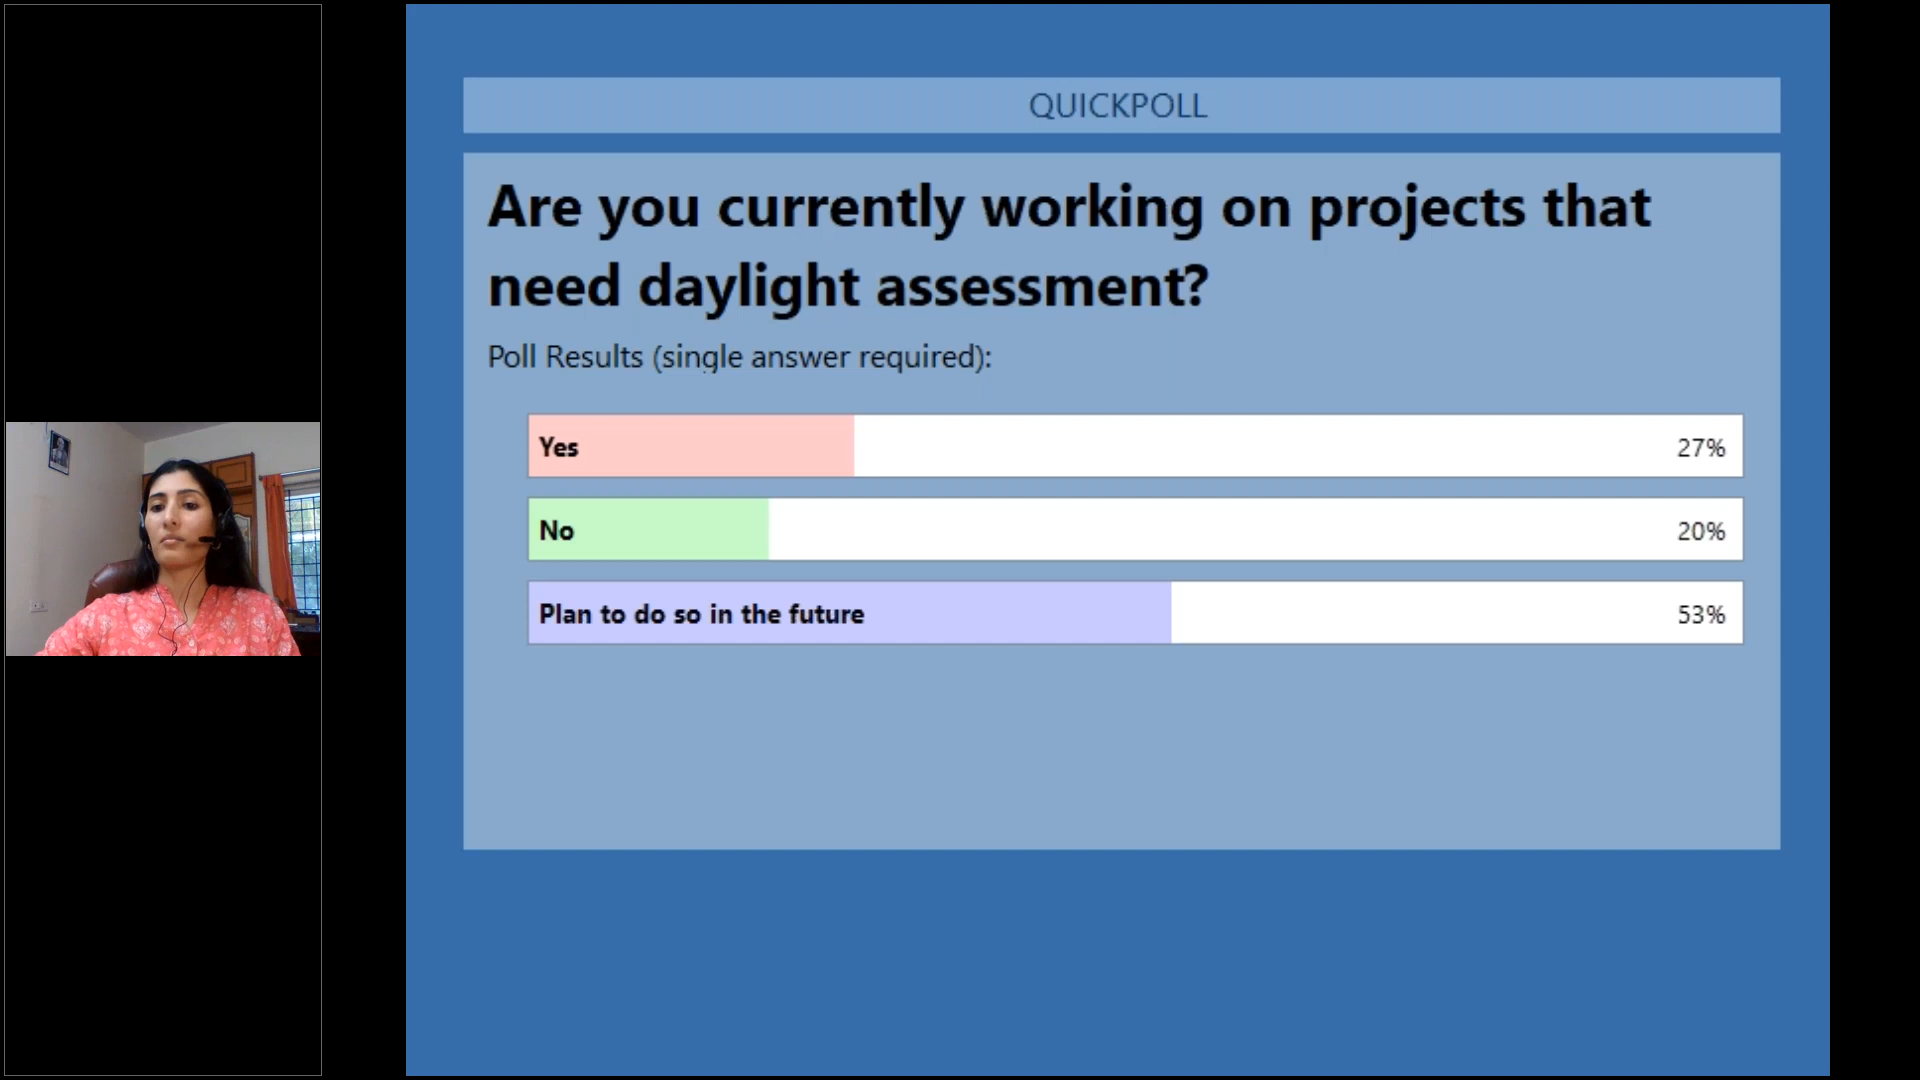 QUICKPOLL
Are you currently working on projects that
need daylight assessment?
Poll Results (single answer required):
Yes 27%
No 20%
Plan to do so in the future 53%